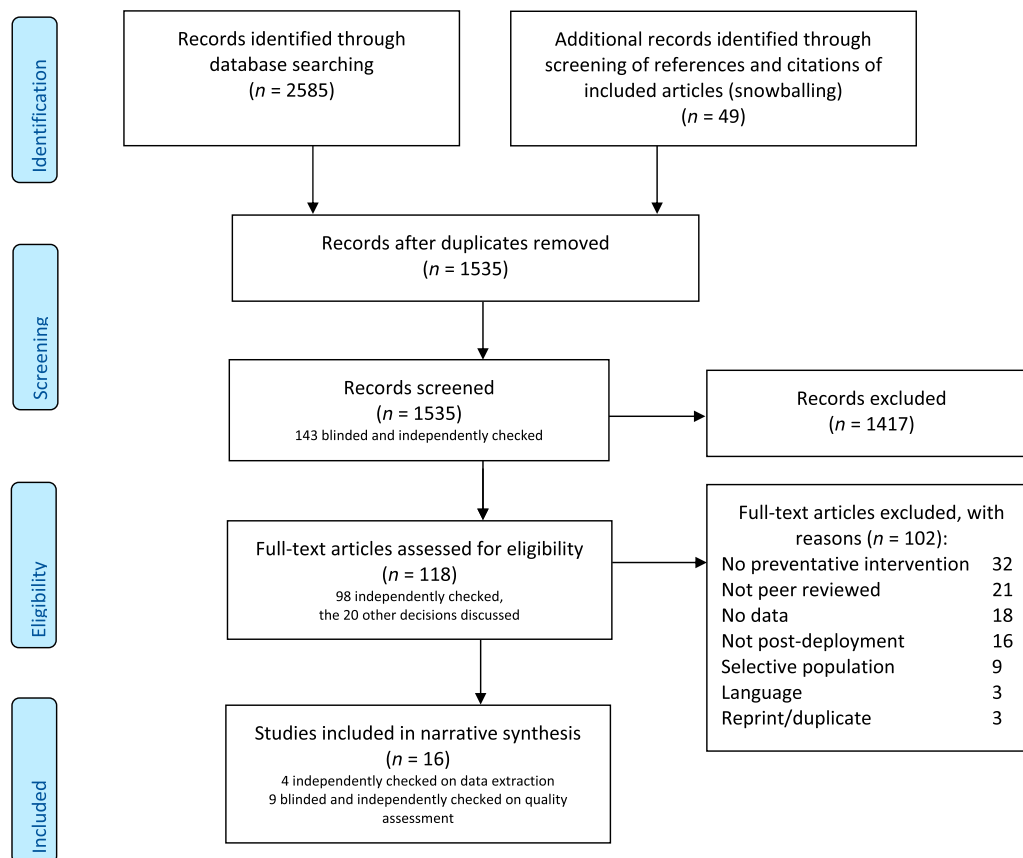 Identification
Records identified through
database searching
(n = 2585)
Additional records identified through
screening of references and citations of
included articles (snowballing)
(n = 49)
Screening
Records after duplicates removed
(n = 1535)
Records screened
(n = 1535)
143 blinded and independently checked
Records excluded
(n = 1417)
Eligibility
Full-text articles assessed for eligibility
(n = 118)
98 independently checked,
the 20 other decisions discussed
Full-text articles excluded, with
reasons (n = 102):
No preventative intervention 32
Not peer reviewed 21
No data 18
Not post-deployment 16
Selective population 9
Language 3
Reprint/duplicate 3
Included
Studies included in narrative synthesis
(n = 16)
4 independently checked on data extraction
9 blinded and independently checked on quality
assessment